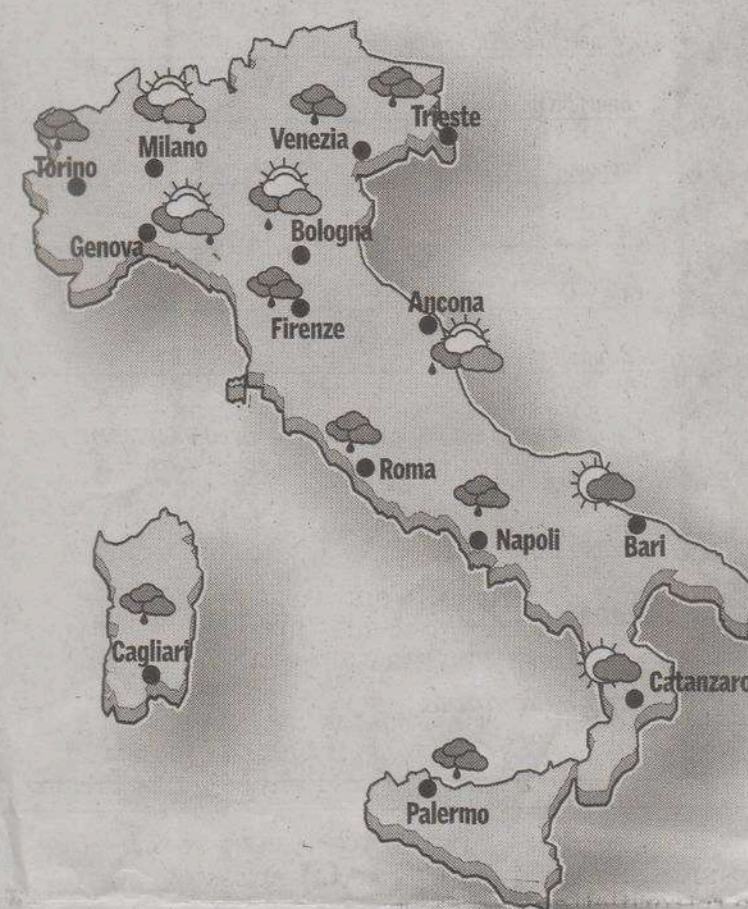 Trieste
Venezia
Milano
Torino
Bologna
Genova
Ancona
Firenze
Roma
Napoli
Bari
Cagliari
Catanzaro
Palermo